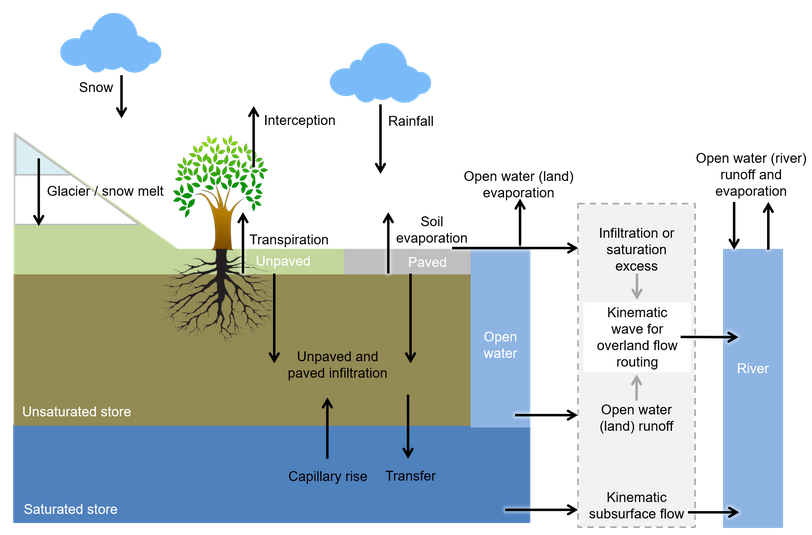 Snow
Interception
Rainfall
Glacier / snow melt
Open water (land)
evaporation
Open water (river)
runoff and
evaporation
Transpiration
Soil
evaporation
Unpaved
Paved
Infiltration or
saturation
excess
Kinematic
wave for
overland flow
routing
Open
water
River
Unpaved and
paved infiltration
Unsaturated store
Open water
(land) runoff
Capillary rise
Transfer
Saturated store
Kinematic
subsurface flow